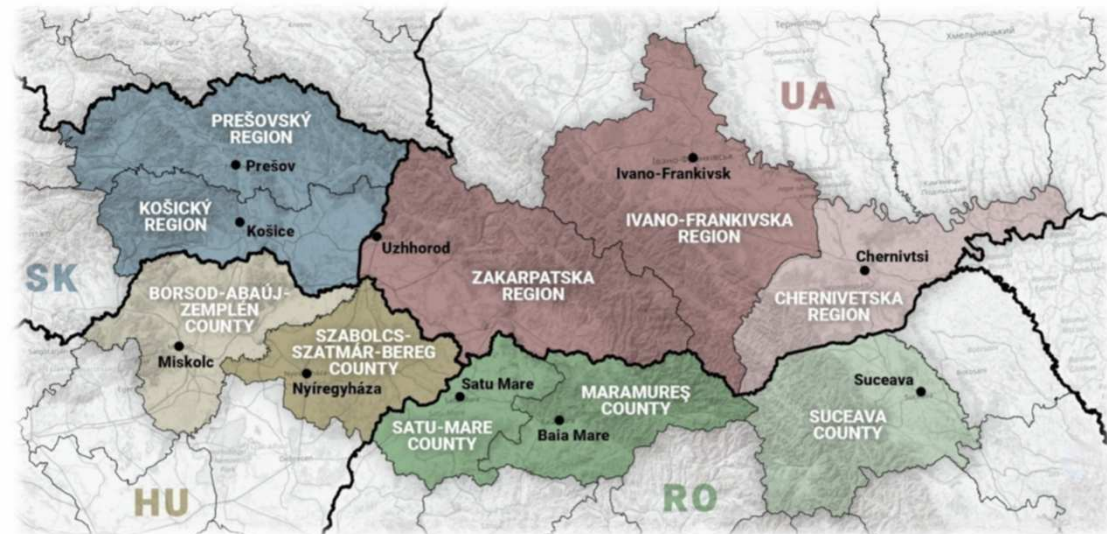 UA
PREŠOVSKÝ
REGION
Prešov
Ivano-Frankivsk
KOŠICKÝ
REGION
Košice
IVANO-FRANKIVSKA
REGION
Uzhhorod
Chernivtsi
SK
ZAKARPATSKA
REGION
BORSOD-ABAÚJ-
ZEMPLÉN
COUNTY
CHERNIVETSKA
REGION
Miskolc
SZABOLCS-
SZATMÁR-BEREG
COUNTY
Nyíregyháza
Satu Mare
MARAMUREŞ
COUNTY
Suceava
SATU-MARE
COUNTY
Baia Mare
SUCEAVA
COUNTY
HU
RO